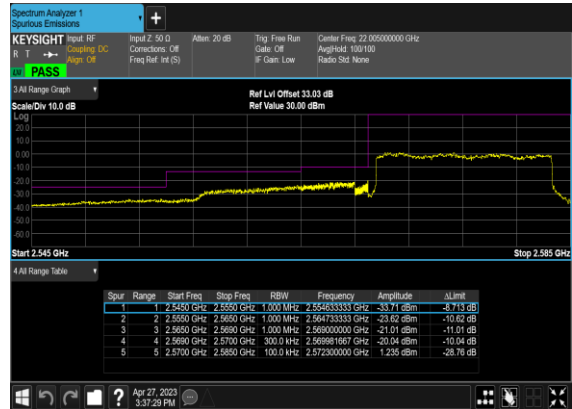 Spectrum Analyzer 1
Spurious Emissions
KEYSIGHT
R T
LW PASS
Input: RF
Coupling: DC
Align: Off
Input Z: 50 Ω
Corrections: Off
Freq Ref: Int (S)
Atten: 20 dB
Trig: Free Run
Gate: Off
IF Gain: Low
Center Freq: 22.005000000 GHz
Avg|Hold: 100/100
Radio Std: None
3 All Range Graph
Scale/Div 10.0 dB
Ref Lvl Offset 33.03 dB
Ref Value 30.00 dBm
Log
20.0
10.0
0.00
-10.0
-20.0
-30.0
-40.0
-50.0
-60.0
Start 2.545 GHz Stop 2.585 GHz
4 All Range Table
Spur Range Start Freq Stop Freq RBW Frequency Amplitude ΔLimit
1 1 2.5450 GHz 2.5550 GHz 1.000 MHz 2.554633333 GHz -33.71 dBm -8.713 dB
2 2 2.5550 GHz 2.5650 GHz 1.000 MHz 2.564733333 GHz -23.62 dBm -10.62 dB
3 3 2.5650 GHz 2.5690 GHz 1.000 MHz 2.569000000 GHz -21.01 dBm -11.01 dB
4 4 2.5690 GHz 2.5700 GHz 300.0 kHz 2.569981667 GHz -20.04 dBm -10.04 dB
5 5 2.5700 GHz 2.5850 GHz 100.0 kHz 2.572300000 GHz 1.235 dBm -28.76 dB
Apr 27, 2023
3:37:29 PM